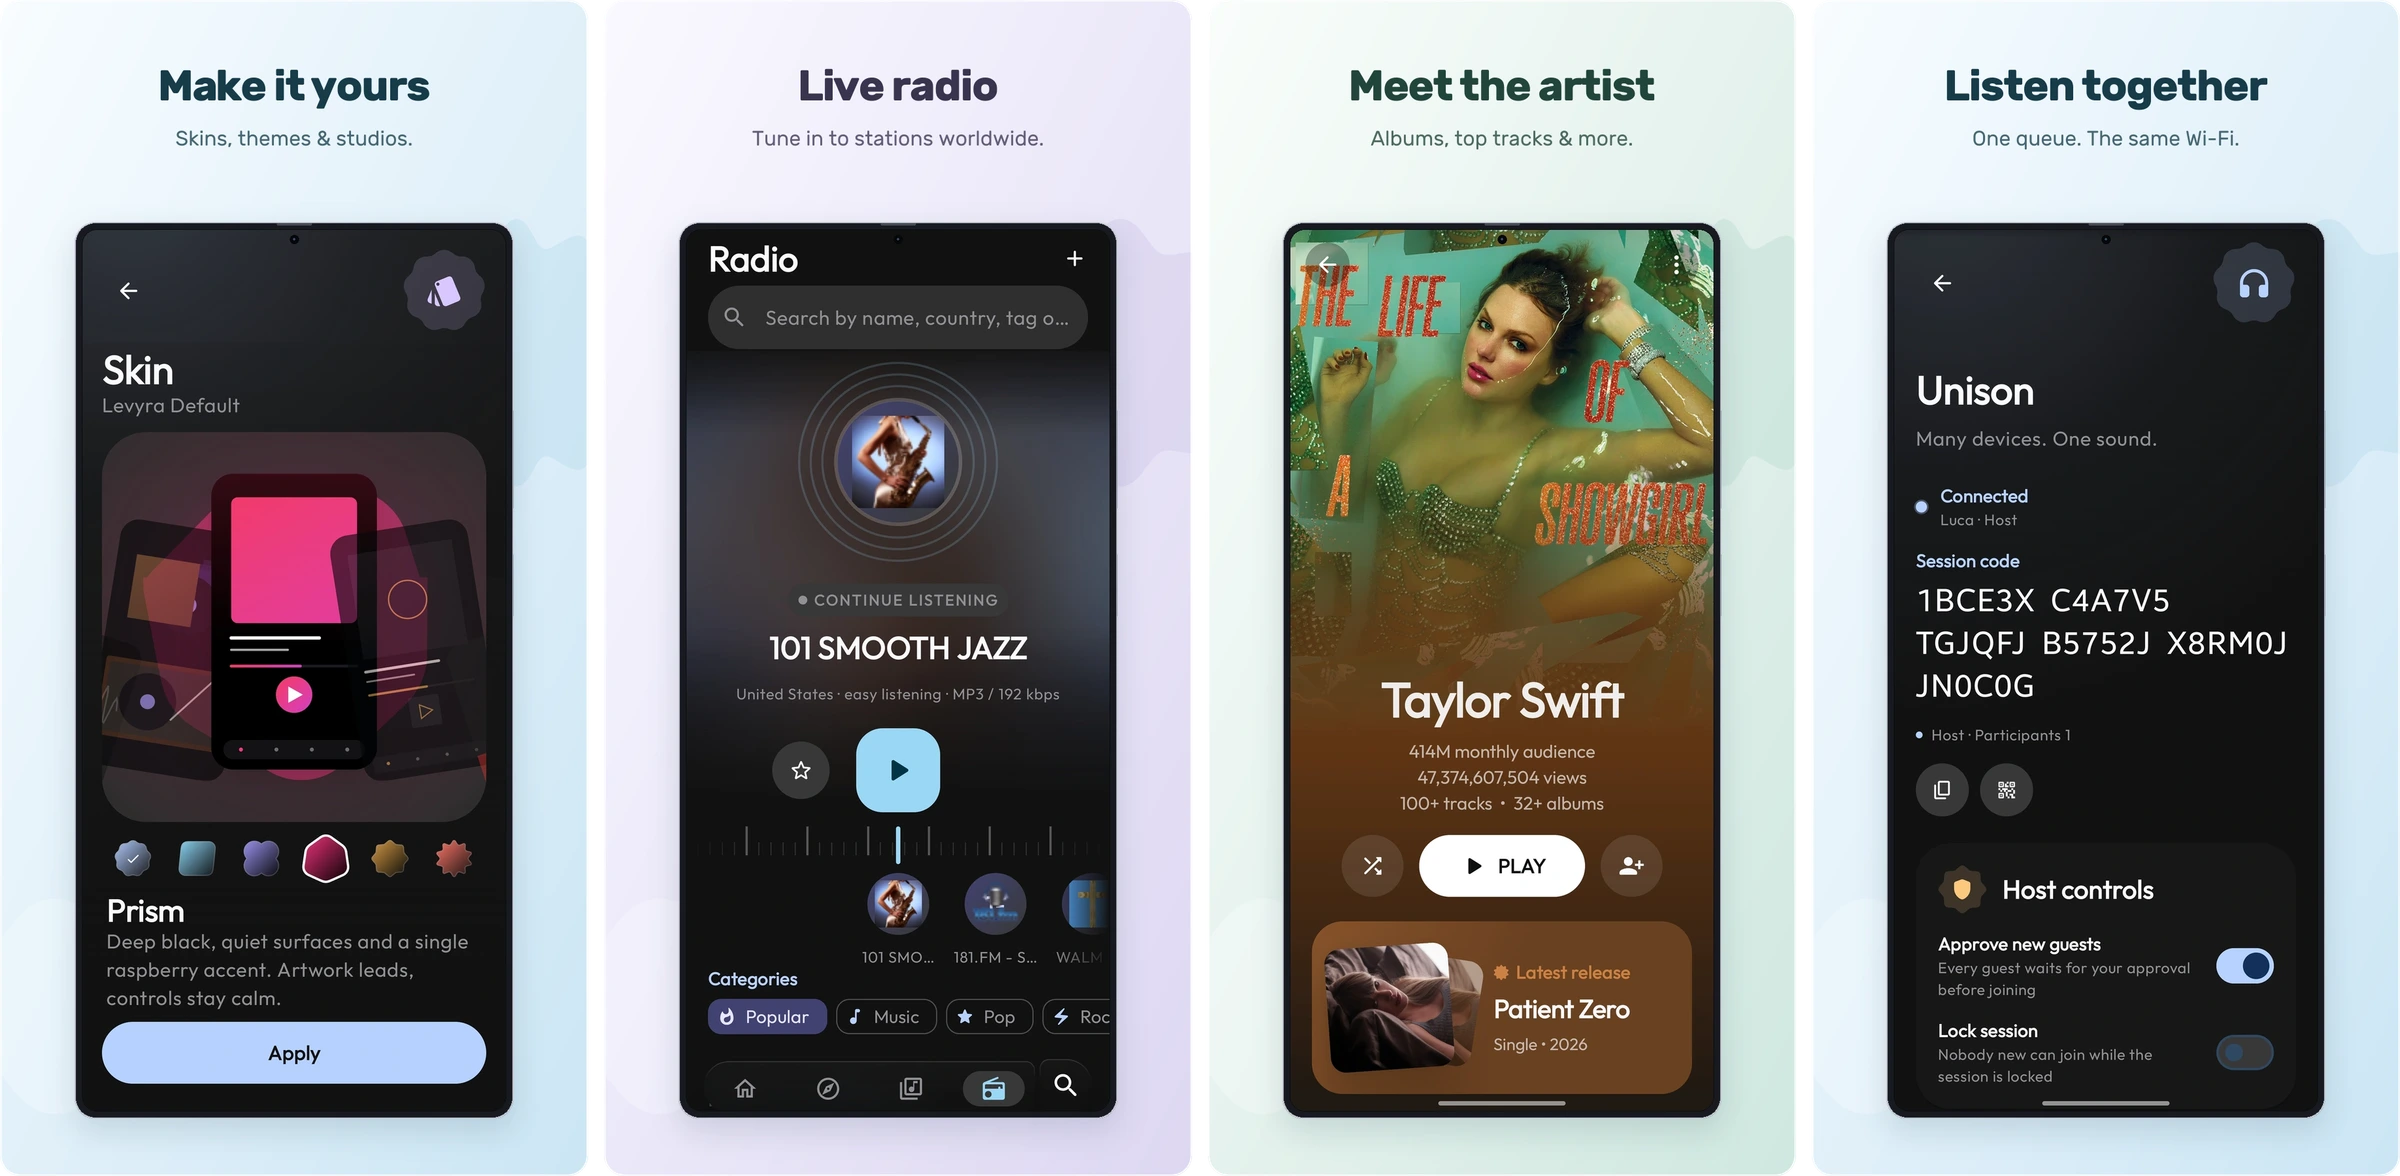 Make it yours
Skins, themes & studios.
Skin
Levyra Default
Prism
Deep black, quiet surfaces and a single
raspberry accent. Artwork leads,
controls stay calm.
Apply
Live radio
Tune in to stations worldwide.
Radio
Search by name, country, tag o...
CONTINUE LISTENING
101 SMOOTH JAZZ
United States · easy listening · MP3 / 192 kbps
101 SMO...
181.FM - S...
WALM
Categories
Popular
Music
Pop
Roc
Meet the artist
Albums, top tracks & more.
THE LIFE
OF
A
SHOWGIRL
Taylor Swift
414M monthly audience
47,374,607,504 views
100+ tracks • 32+ albums
PLAY
Latest release
Patient Zero
Single • 2026
Listen together
One queue. The same Wi-Fi.
Unison
Many devices. One sound.
Connected
Luca · Host
Session code
1BCE3X C4A7V5
TGJQFJ B5752J X8RM0J
JN0C0G
Host · Participants 1
Host controls
Approve new guests
Every guest waits for your approval
before joining
Lock session
Nobody new can join while the
session is locked